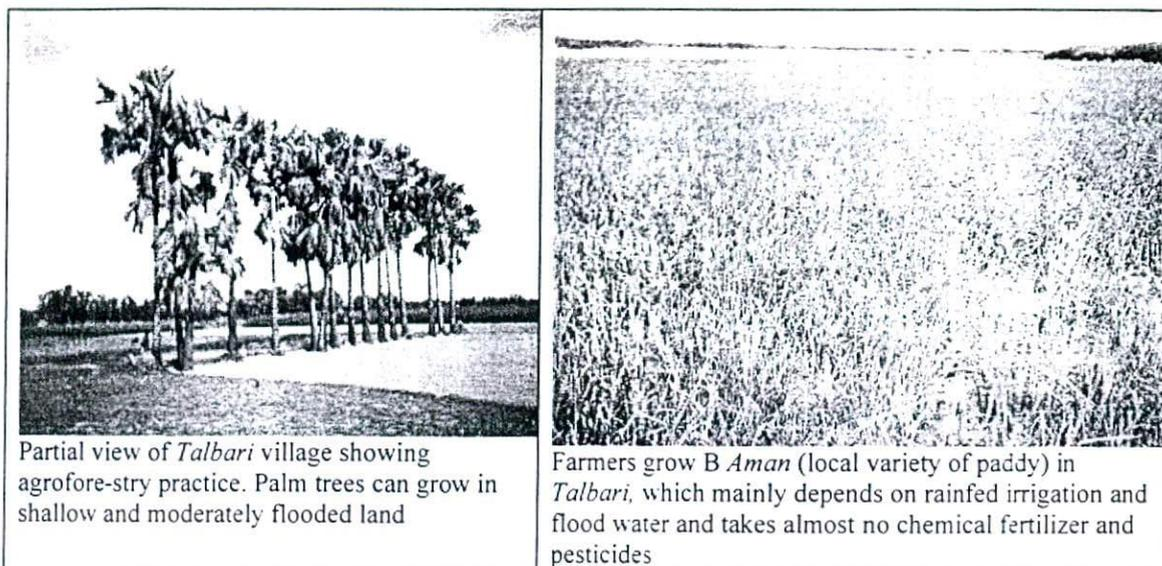 Partial view of Talbari village showing
agrofore-stry practice. Palm trees can grow in
shallow and moderately flooded land
Farmers grow B Aman (local variety of paddy) in
Talbari, which mainly depends on rainfed irrigation and
flood water and takes almost no chemical fertilizer and
pesticides